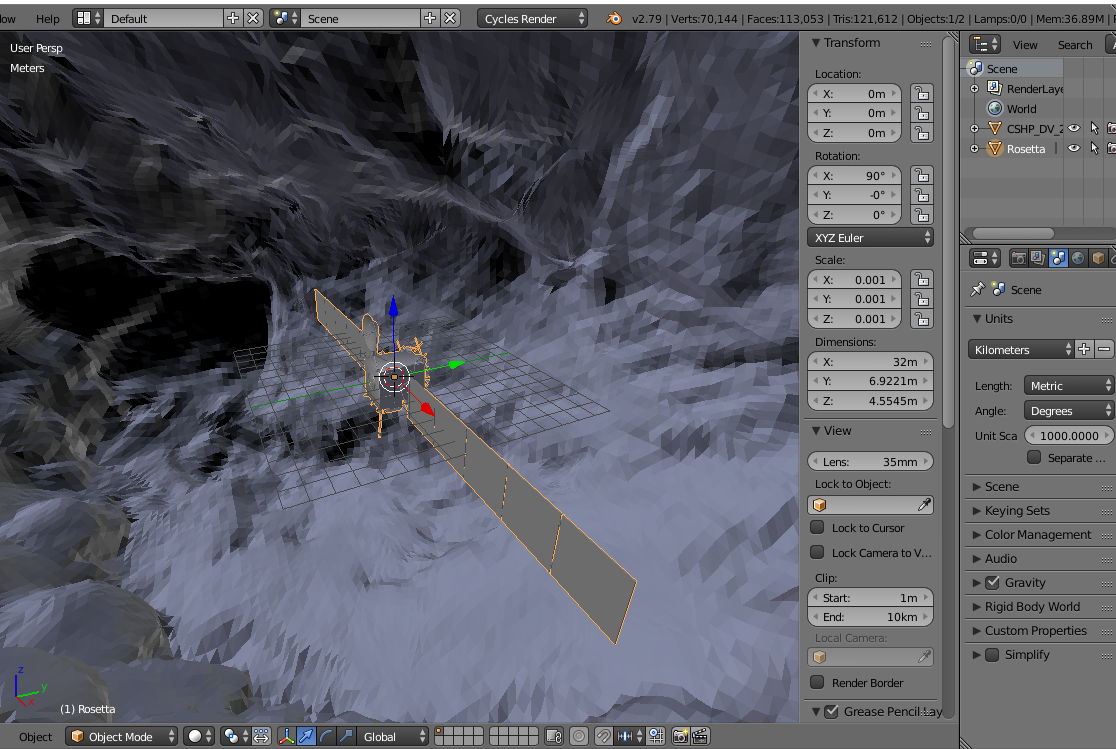 ow Help Default Scene Cycles Render v2.79 | Verts:70,144 | Faces:113,053 | Tris:121,612 | Objects:1/2 | Lamps:0/0 | Mem:36.89M |
User Persp
Meters
Transform
Location:
X: 0m
Y: 0m
Z: 0m
Rotation:
X: 90°
Y: -0°
Z: 0°
XYZ Euler
Scale:
X: 0.001
Y: 0.001
Z: 0.001
Dimensions:
X: 32m
Y: 6.9221m
Z: 4.5545m
View
Lens: 35mm
Lock to Object:
Lock to Cursor
Lock Camera to V...
Clip:
Start: 1m
End: 10km
Local Camera:
Render Border
Grease Pencil
View Search
Scene
RenderLaye
World
CSHP_DV_2
Rosetta
Scene
Units
Kilometers
Length: Metric
Angle: Degrees
Unit Sca 1000.0000
Separate ...
Scene
Keying Sets
Color Management
Audio
Gravity
Rigid Body World
Custom Properties
Simplify
z
y
x
(1) Rosetta
Object Object Mode Global